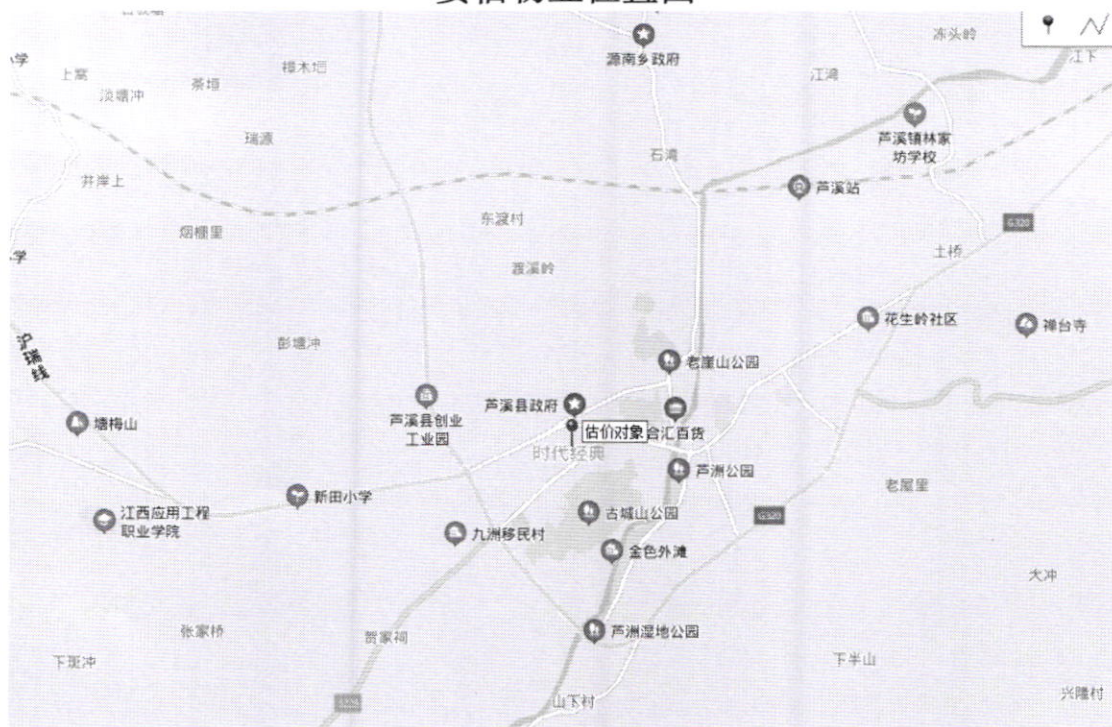 源南乡政府
冻头岭
江下
上窝
樟木垇
茶垣
淡塘冲
江湾
瑞源
芦溪镇林家
坊学校
石湾
井岸上
芦溪站
东渡村
G320
烟棚里
土桥
渡溪岭
花生岭社区
禅台寺
沪瑞线
彭塘冲
老崖山公园
芦溪县创业
工业园
芦溪县政府
估价对象
合汇百货
塘梅山
时代经典
芦洲公园
老屋里
新田小学
江西应用工程
职业学院
古城山公园
G320
九洲移民村
金色外滩
大冲
张家桥
贺家祠
芦洲湿地公园
下斑冲
下半山
山下村
兴隆村